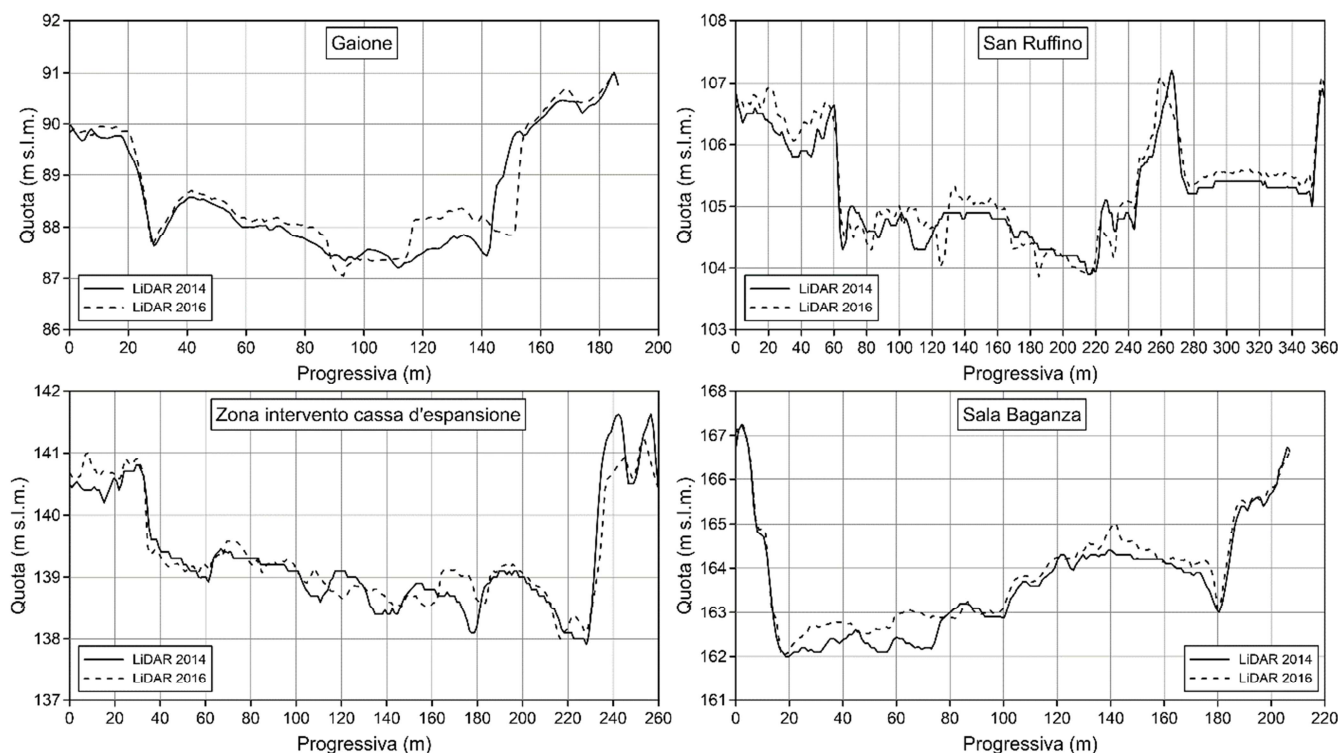 Gaione
Quota (m s.l.m.)
92
91
90
89
88
87
86
LiDAR 2014
LiDAR 2016
0 20 40 60 80 100 120 140 160 180 200
Progressiva (m)
San Ruffino
Quota (m s.l.m.)
108
107
106
105
104
103
LiDAR 2014
LiDAR 2016
0 20 40 60 80 100 120 140 160 180 200 220 240 260 280 300 320 340 360
Progressiva (m)
Zona intervento cassa d'espansione
Quota (m s.l.m.)
142
141
140
139
138
137
LiDAR 2014
LiDAR 2016
0 20 40 60 80 100 120 140 160 180 200 220 240 260
Progressiva (m)
Sala Baganza
Quota (m s.l.m.)
168
167
166
165
164
163
162
161
LiDAR 2014
LiDAR 2016
0 20 40 60 80 100 120 140 160 180 200 220
Progressiva (m)